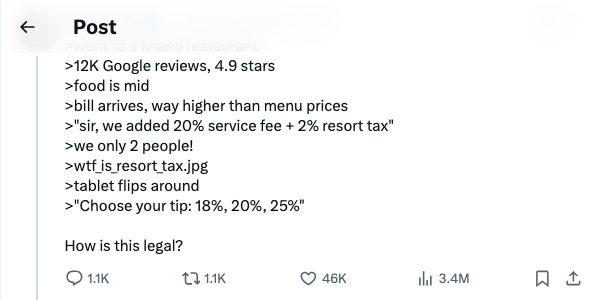 Post
>went to a Miami restaurant
>12K Google reviews, 4.9 stars
>food is mid
>bill arrives, way higher than menu prices
>"sir, we added 20% service fee + 2% resort tax"
>we only 2 people!
>wtf_is_resort_tax.jpg
>tablet flips around
>"Choose your tip: 18%, 20%, 25%"
How is this legal?
1.1K 1.1K 46K 3.4M